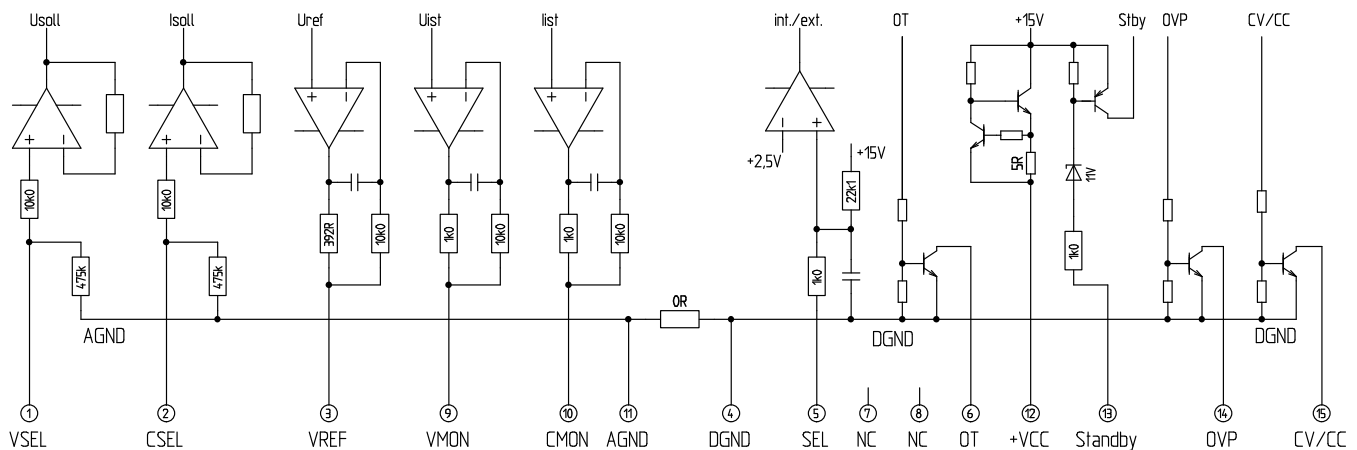 Usoll Isoll Uref Uist Iist int./ext. OT +15V Stby OVP CV/CC
+ − + − + − + − + − − +
+2,5V +15V
5R 11V
10k0 10k0 22k1
392R 10k0 1k0 10k0 1k0 10k0
475k 475k 1k0 1k0
0R
AGND DGND DGND
1 2 3 9 10 11 4 5 7 8 6 12 13 14 15
VSEL CSEL VREF VMON CMON AGND DGND SEL NC NC OT +VCC Standby OVP CV/CC